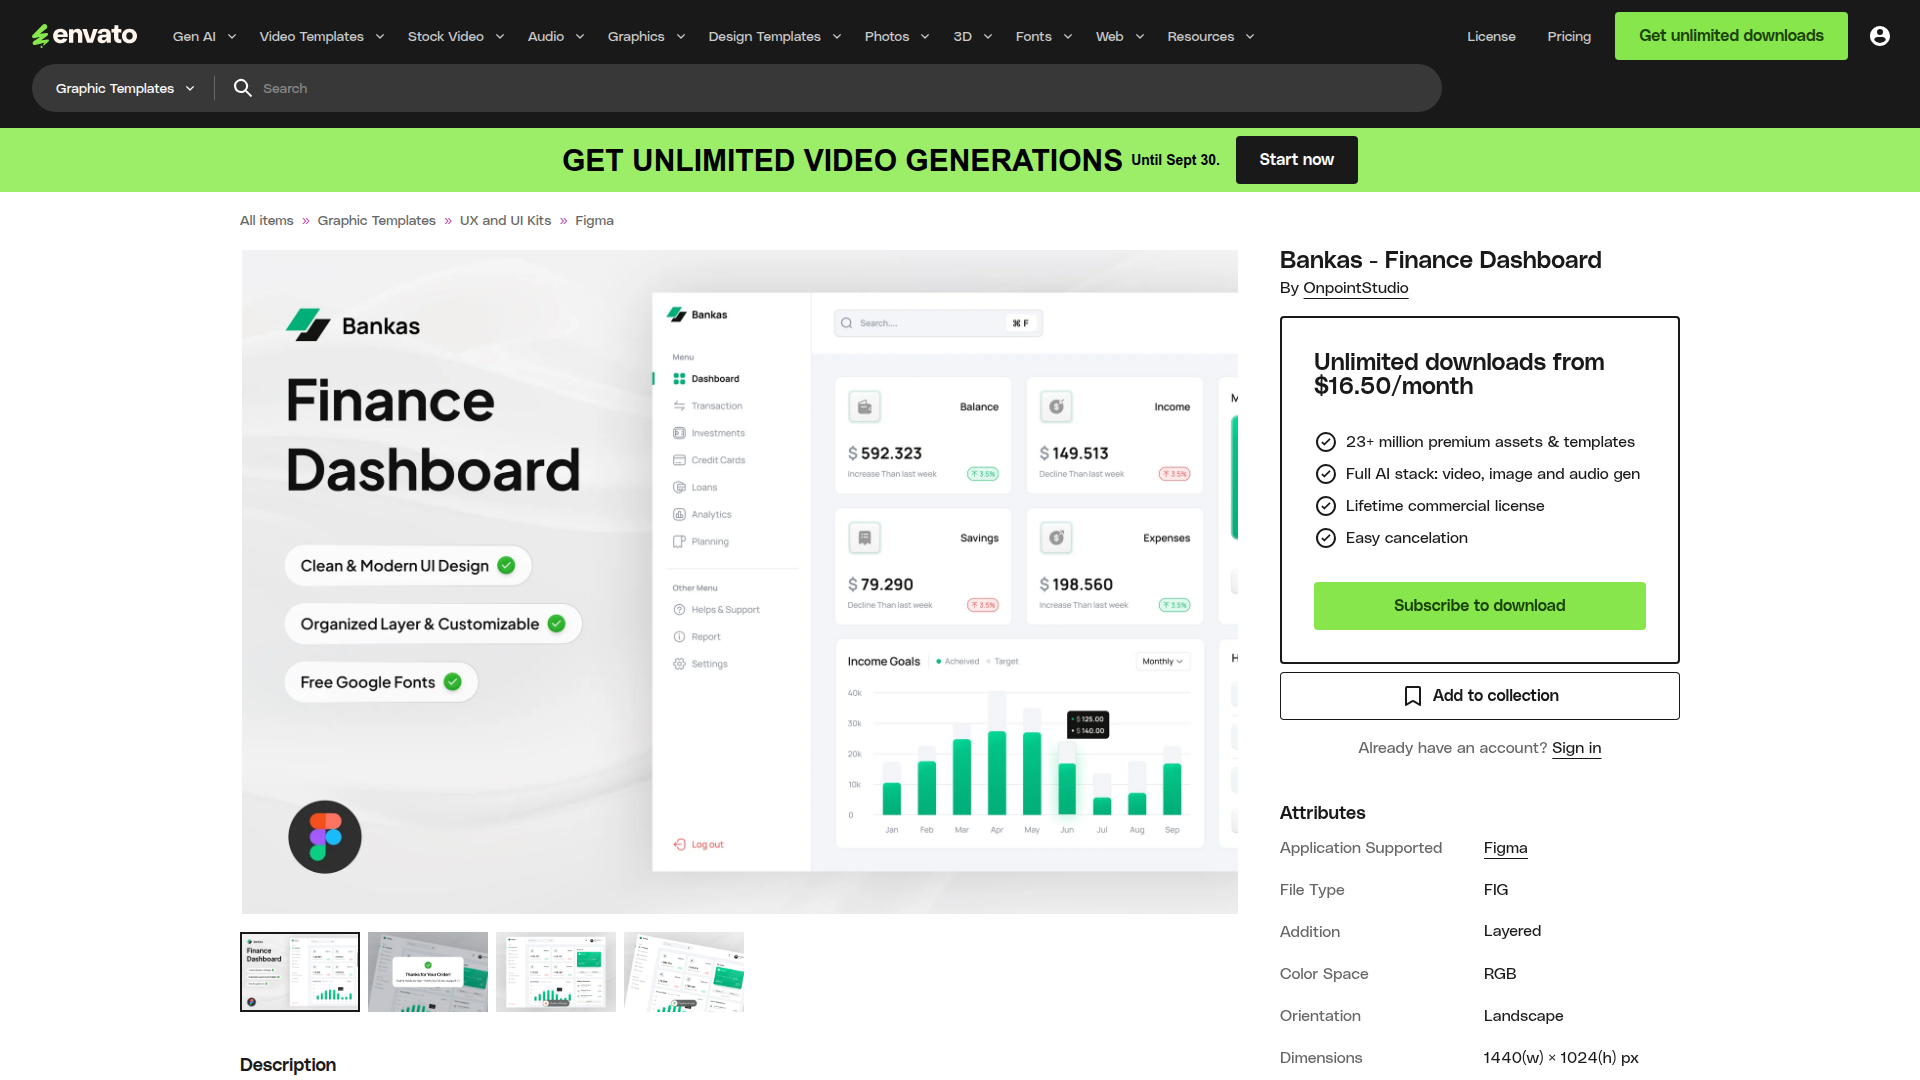 envato
Gen AI
Video Templates
Stock Video
Audio
Graphics
Design Templates
Photos
3D
Fonts
Web
Resources
License
Pricing
Get unlimited downloads
Graphic Templates
Search
GET UNLIMITED VIDEO GENERATIONS Until Sept 30.
Start now
All items » Graphic Templates » UX and UI Kits » Figma
Bankas
Finance
Dashboard
Clean & Modern UI Design
Organized Layer & Customizable
Free Google Fonts
Bankas
Search....
⌘ F
Menu
Dashboard
Transaction
Investments
Credit Cards
Loans
Analytics
Planning
Other Menu
Helps & Support
Report
Settings
Log out
Balance
$ 592.323
Increase Than last week
3.5%
Income
$ 149.513
Decline Than last week
3.5%
M
Savings
$ 79.290
Decline Than last week
3.5%
Expenses
$ 198.560
Increase Than last week
3.5%
Income Goals
Acheived
Target
Monthly
H
40k
30k
20k
10k
0
$ 125.00
$ 140.00
Jan
Feb
Mar
Apr
May
Jun
Jul
Aug
Sep
Bankas
Finance
Dashboard
Thanks for Your Order!
Description
Bankas - Finance Dashboard
By OnpointStudio
Unlimited downloads from
$16.50/month
23+ million premium assets & templates
Full AI stack: video, image and audio gen
Lifetime commercial license
Easy cancelation
Subscribe to download
Add to collection
Already have an account? Sign in
Attributes
Application Supported Figma
File Type FIG
Addition Layered
Color Space RGB
Orientation Landscape
Dimensions 1440(w) × 1024(h) px